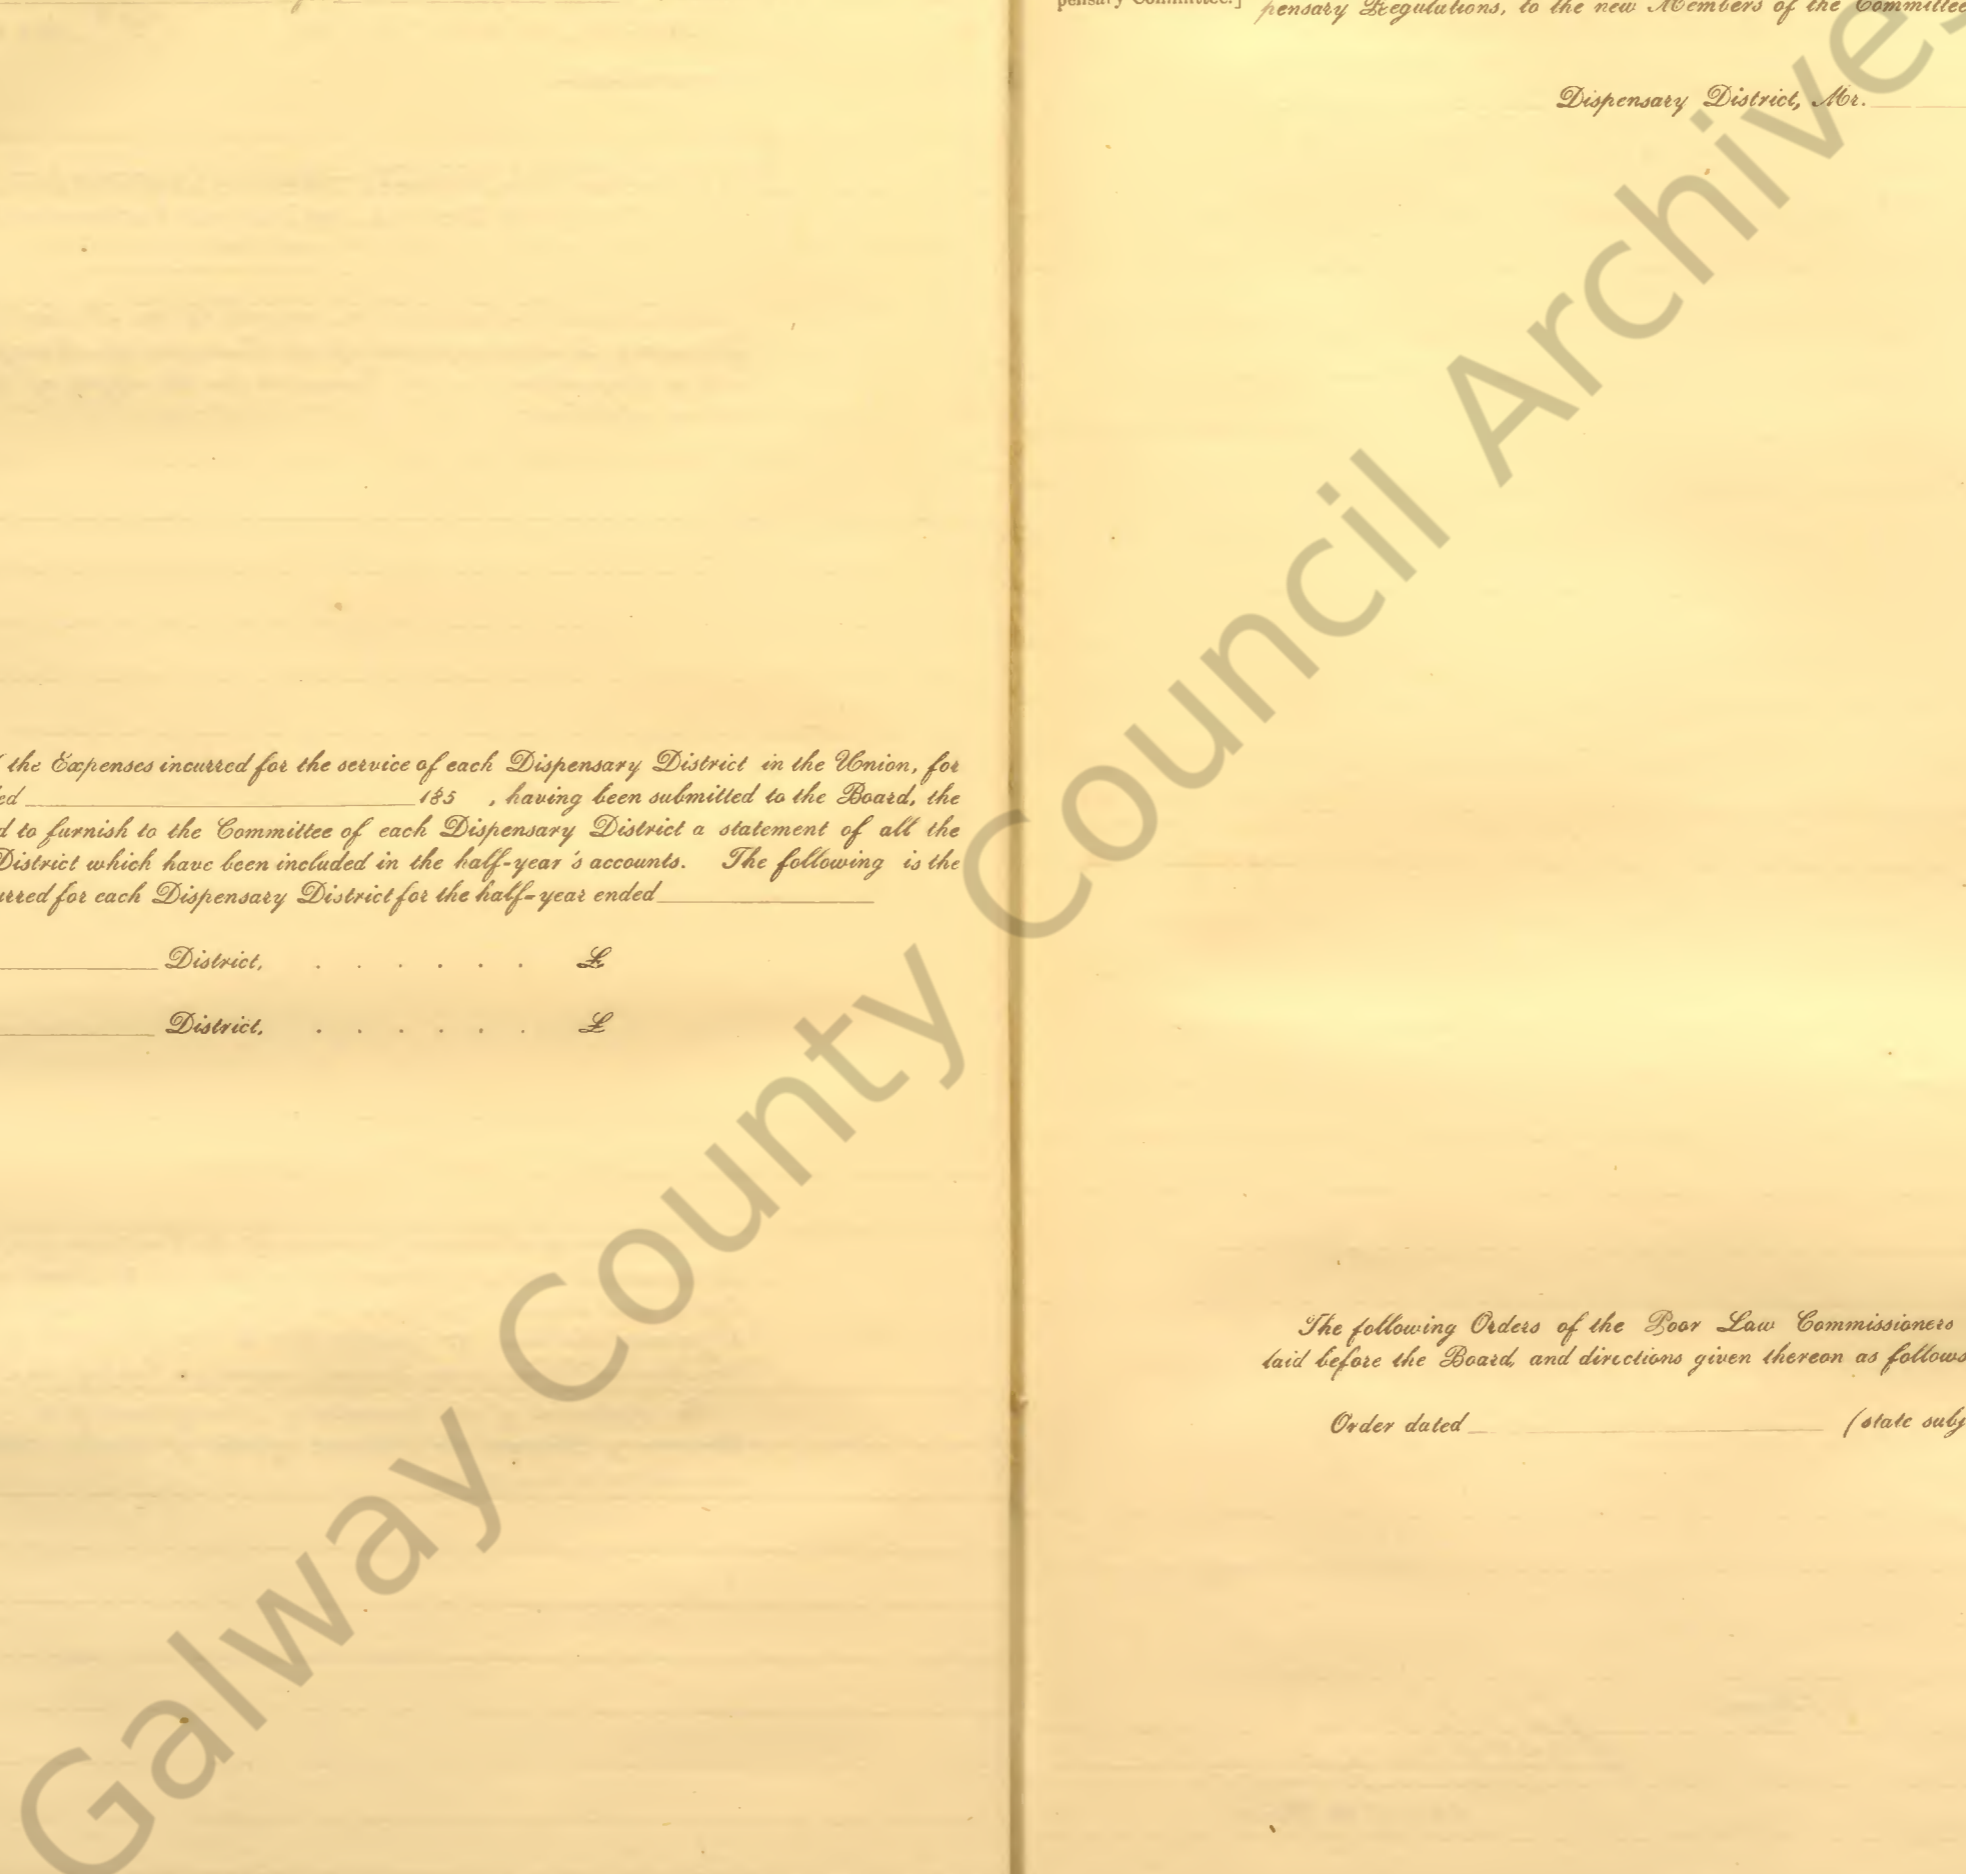 the Expenses incurred for the service of each Dispensary District in the Union, for
ed 185 , having been submitted to the Board, the
d to furnish to the Committee of each Dispensary District a statement of all the
District which have been included in the half-year's accounts. The following is the
urred for each Dispensary District for the half-year ended
District, . . . . . . £
District, . . . . . . £
pensary Committee.]
pensary Regulations, to the new Members of the Committee
Dispensary District, Mr.
The following Orders of the Poor Law Commissioners
laid before the Board, and directions given thereon as follows
Order dated (state subj
Galway County Council Archives